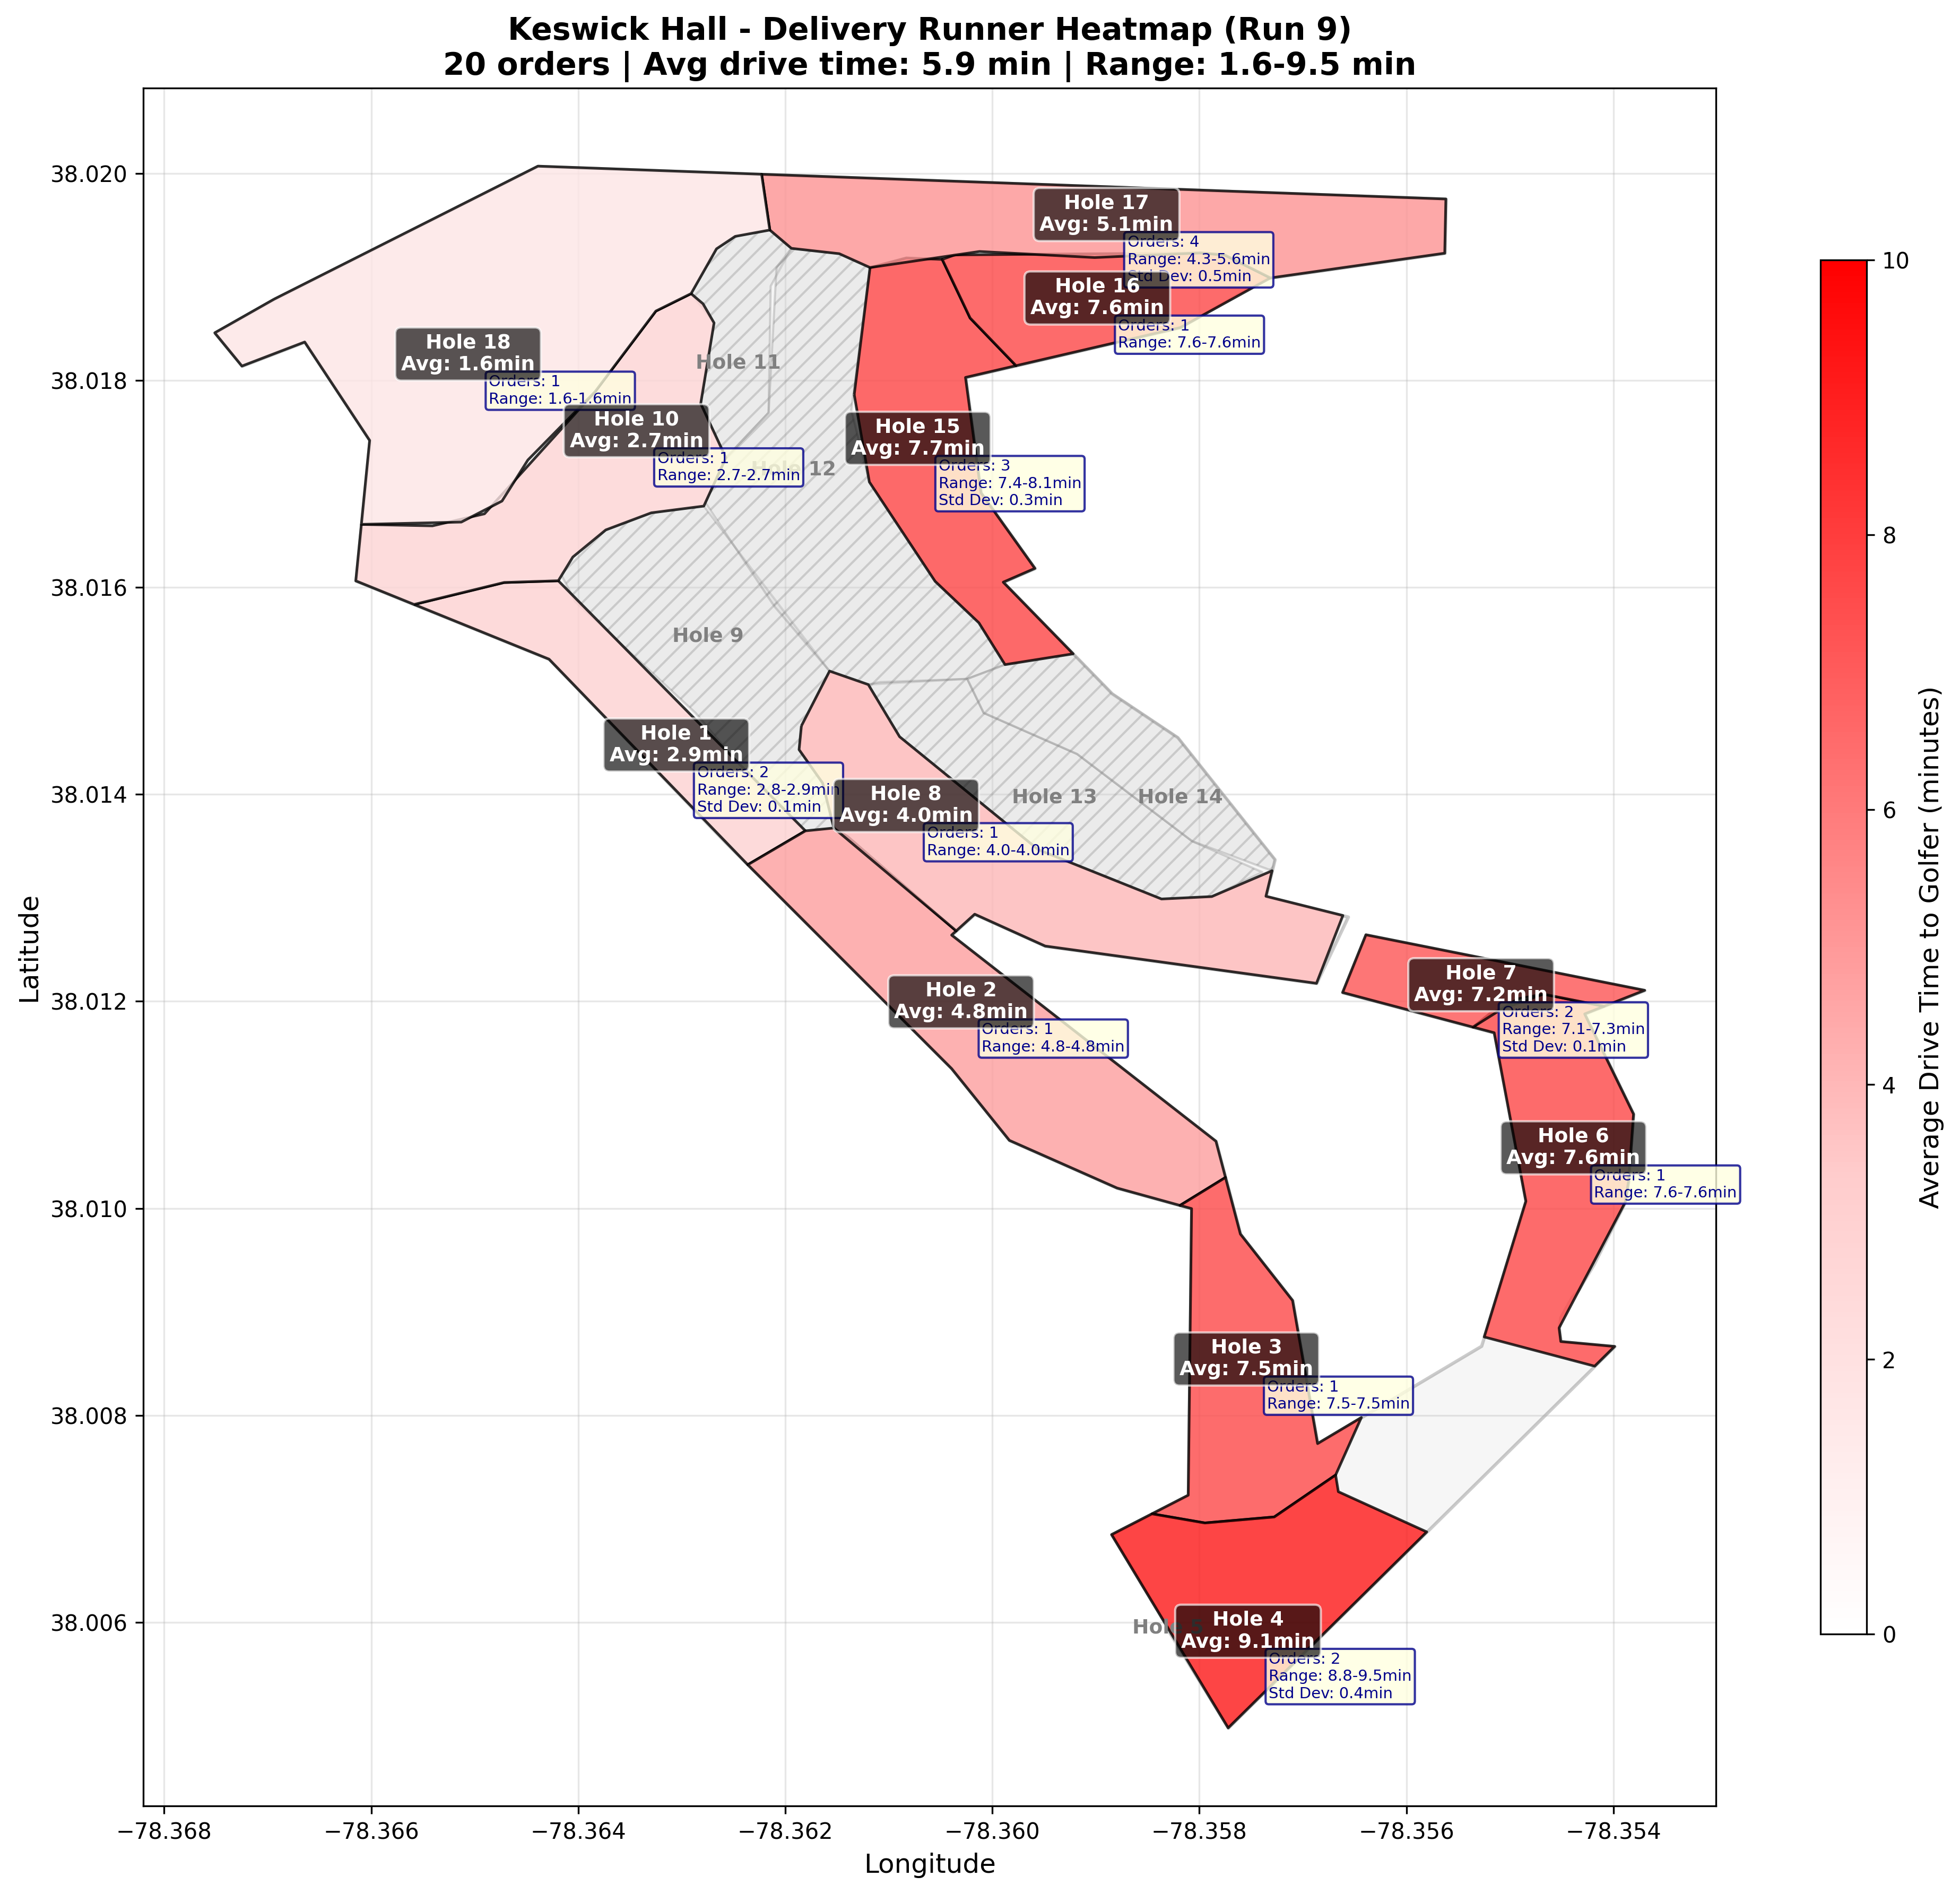 Keswick Hall - Delivery Runner Heatmap (Run 9)
20 orders | Avg drive time: 5.9 min | Range: 1.6-9.5 min
Hole 17
Avg: 5.1min
Orders: 4
Range: 4.3-5.6min
Std Dev: 0.5min
Hole 16
Avg: 7.6min
Orders: 1
Range: 7.6-7.6min
Hole 18
Avg: 1.6min
Orders: 1
Range: 1.6-1.6min
Hole 11
Hole 10
Avg: 2.7min
Orders: 1
Range: 2.7-2.7min
Hole 12
Hole 15
Avg: 7.7min
Orders: 3
Range: 7.4-8.1min
Std Dev: 0.3min
Hole 9
Hole 1
Avg: 2.9min
Orders: 2
Range: 2.8-2.9min
Std Dev: 0.1min
Hole 8
Avg: 4.0min
Orders: 1
Range: 4.0-4.0min
Hole 13
Hole 14
Hole 2
Avg: 4.8min
Orders: 1
Range: 4.8-4.8min
Hole 7
Avg: 7.2min
Orders: 2
Range: 7.1-7.3min
Std Dev: 0.1min
Hole 6
Avg: 7.6min
Orders: 1
Range: 7.6-7.6min
Hole 3
Avg: 7.5min
Orders: 1
Range: 7.5-7.5min
Hole 4
Avg: 9.1min
Orders: 2
Range: 8.8-9.5min
Std Dev: 0.4min
38.020
38.018
38.016
38.014
38.012
38.010
38.008
38.006
Latitude
−78.368
−78.366
−78.364
−78.362
−78.360
−78.358
−78.356
−78.354
Longitude
10
8
6
4
2
0
Average Drive Time to Golfer (minutes)